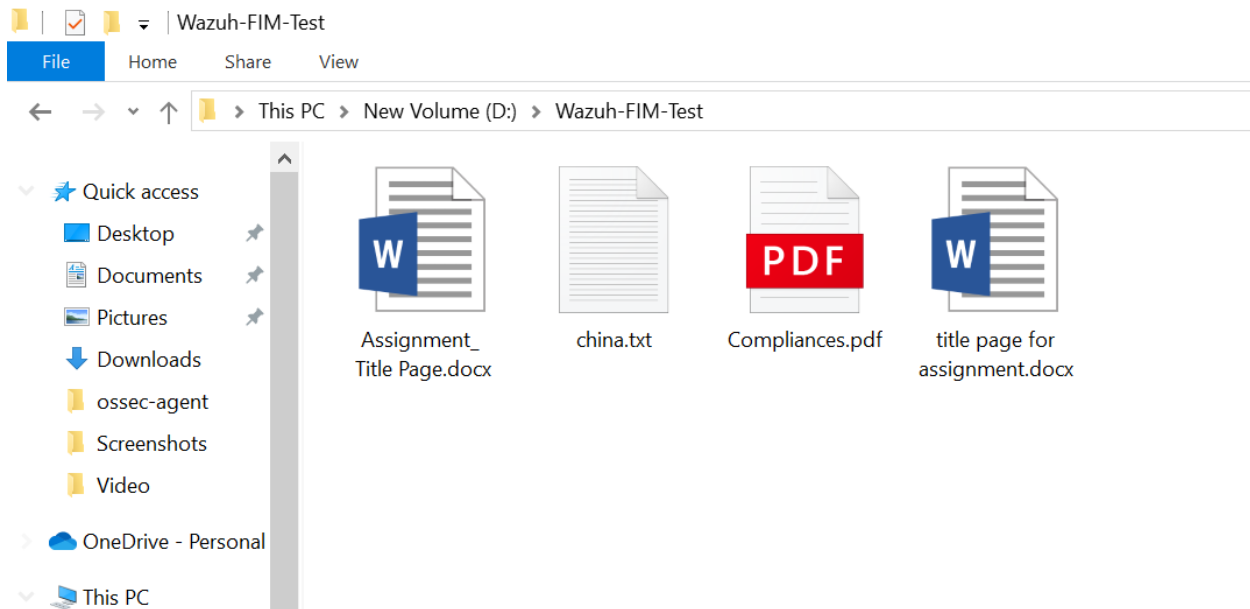 Wazuh-FIM-Test
File Home Share View
This PC > New Volume (D:) > Wazuh-FIM-Test
Quick access
Desktop
Documents
Pictures
Downloads
ossec-agent
Screenshots
Video
OneDrive - Personal
This PC
W
Assignment_
Title Page.docx
china.txt
PDF
Compliances.pdf
W
title page for
assignment.docx